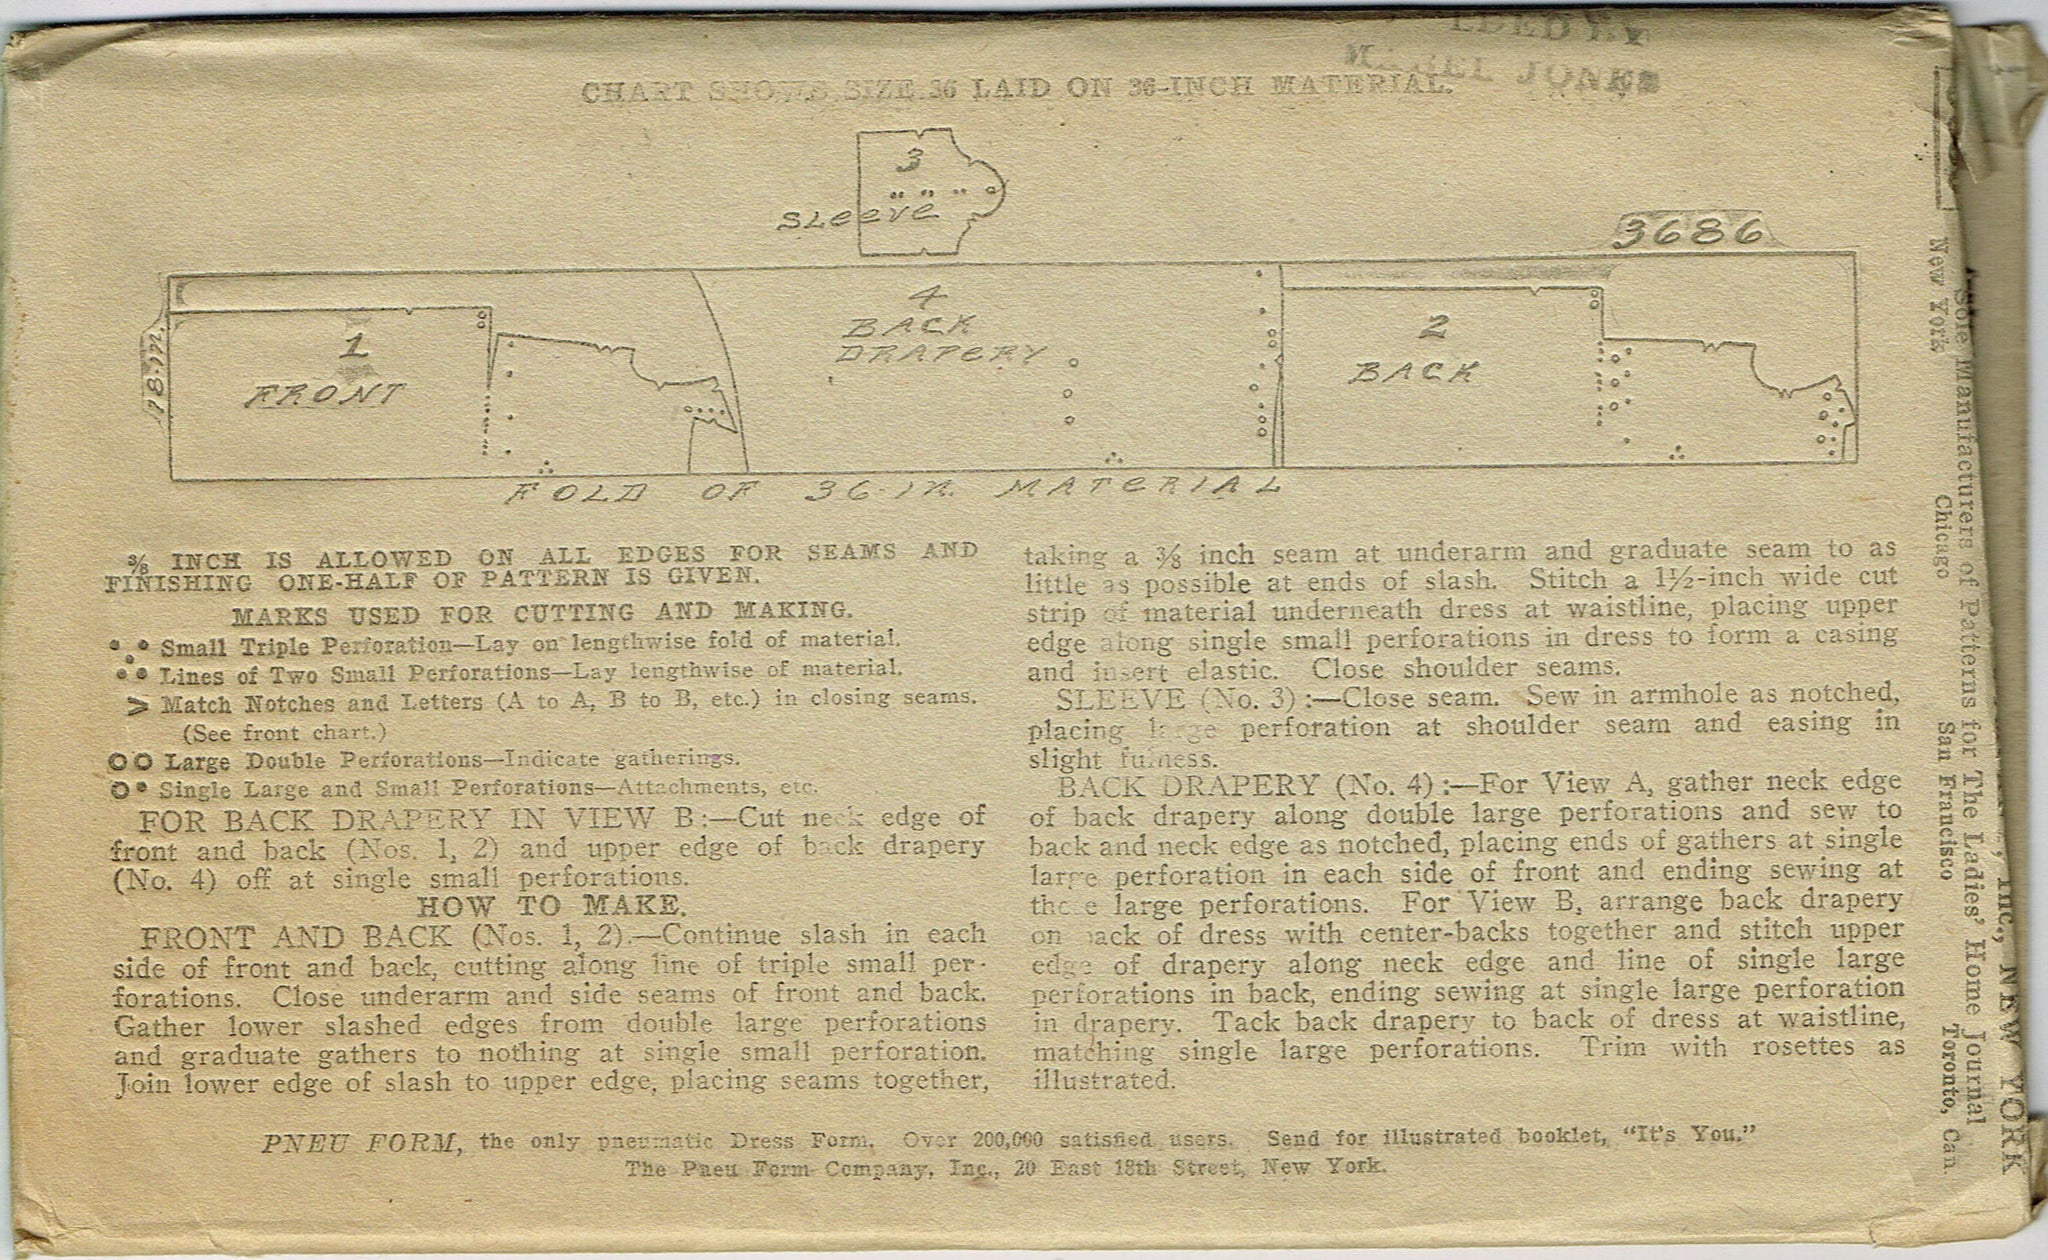 MABEL JONES
CHART SHOWS SIZE 36 LAID ON 36-INCH MATERIAL.
3
SLeeve
3686
18-in.
1
FRONT
4
BACK
DRAPERY
2
BACK
FOLD OF 36-in. MATERIAL
⅜ INCH IS ALLOWED ON ALL EDGES FOR SEAMS AND
FINISHING ONE-HALF OF PATTERN IS GIVEN.
MARKS USED FOR CUTTING AND MAKING.
Small Triple Perforation—Lay on lengthwise fold of material.
Lines of Two Small Perforations—Lay lengthwise of material.
> Match Notches and Letters (A to A, B to B, etc.) in closing seams.
(See front chart.)
Large Double Perforations—Indicate gatherings.
Single Large and Small Perforations—Attachments, etc.
FOR BACK DRAPERY IN VIEW B:—Cut neck edge of
front and back (Nos. 1, 2) and upper edge of back drapery
(No. 4) off at single small perforations.
HOW TO MAKE.
FRONT AND BACK (Nos. 1, 2).—Continue slash in each
side of front and back, cutting along line of triple small per-
forations. Close underarm and side seams of front and back.
Gather lower slashed edges from double large perforations
and graduate gathers to nothing at single small perforation.
Join lower edge of slash to upper edge, placing seams together,
taking a ⅜ inch seam at underarm and graduate seam to as
little as possible at ends of slash. Stitch a 1½-inch wide cut
strip of material underneath dress at waistline, placing upper
edge along single small perforations in dress to form a casing
and insert elastic. Close shoulder seams.
SLEEVE (No. 3):—Close seam. Sew in armhole as notched,
placing large perforation at shoulder seam and easing in
slight fulness.
BACK DRAPERY (No. 4):—For View A, gather neck edge
of back drapery along double large perforations and sew to
back and neck edge as notched, placing ends of gathers at single
large perforation in each side of front and ending sewing at
these large perforations. For View B, arrange back drapery
on back of dress with center-backs together and stitch upper
edge of drapery along neck edge and line of single large
perforations in back, ending sewing at single large perforation
in drapery. Tack back drapery to back of dress at waistline,
matching single large perforations. Trim with rosettes as
illustrated.
PNEU FORM, the only pneumatic Dress Form. Over 200,000 satisfied users. Send for illustrated booklet, "It's You."
The Pneu Form Company, Inc., 20 East 18th Street, New York.
Inc., NEW YORK
Sole Manufacturers of Patterns for The Ladies' Home Journal
New York Chicago San Francisco Toronto, Can.